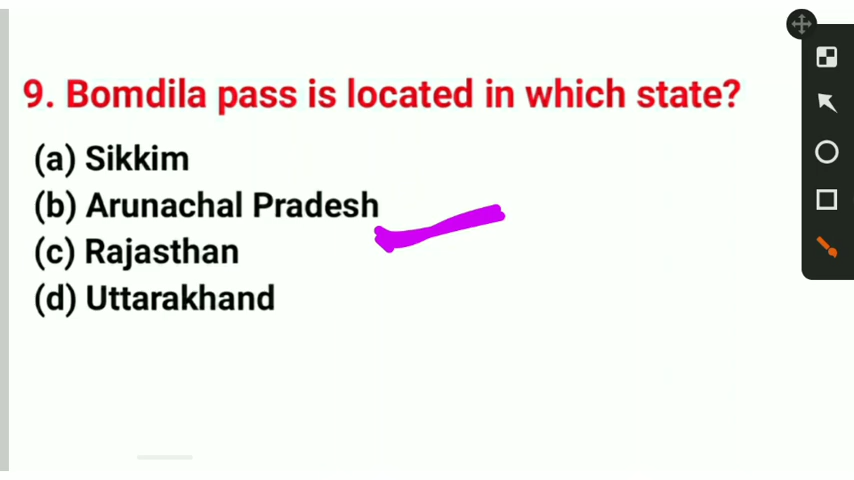 9. Bomdila pass is located in which state?
(a) Sikkim
(b) Arunachal Pradesh
(c) Rajasthan
(d) Uttarakhand